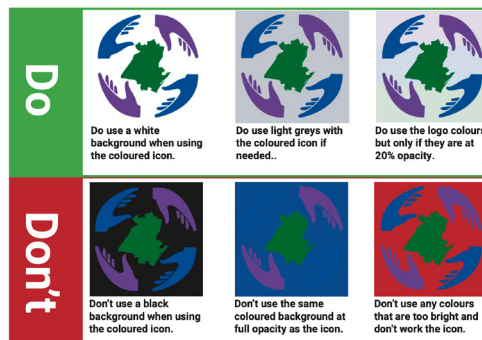 Do
Do use a white
background when using
the coloured icon.
Do use light greys with
the coloured icon if
needed..
Do use the logo colours
but only if they are at
20% opacity.
Don't
Don't use a black
background when using
the coloured icon.
Don't use the same
coloured background at
full opacity as the icon.
Don't use any colours
that are too bright and
don't work the icon.